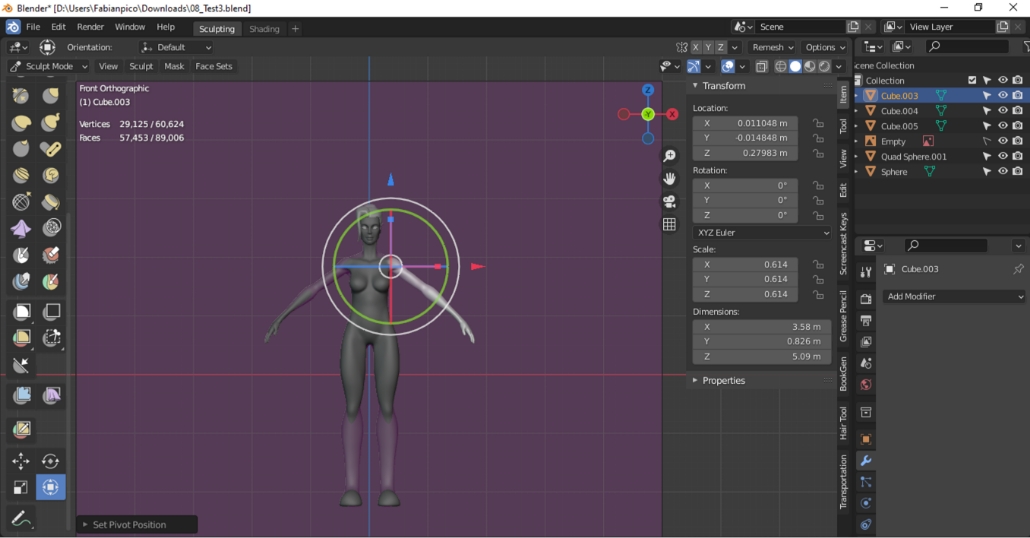 Blender* [D:\Users\Fabianpico\Downloads\08_Test3.blend]
File Edit Render Window Help Sculpting Shading + Scene View Layer
Orientation: Default X Y Z Remesh Options
Sculpt Mode View Sculpt Mask Face Sets
Scene Collection
Collection
Cube.003
Cube.004
Cube.005
Empty
Quad Sphere.001
Sphere
Front Orthographic
(1) Cube.003
Vertices 29,125 / 60,624
Faces 57,453 / 89,006
Z
Y
X
Transform
Location:
X 0.011048 m
Y -0.014848 m
Z 0.27983 m
Rotation:
X 0°
Y 0°
Z 0°
XYZ Euler
Scale:
X 0.614
Y 0.614
Z 0.614
Dimensions:
X 3.58 m
Y 0.826 m
Z 5.09 m
Properties
Item
Tool
View
Edit
Screencast Keys
Grease Pencil
BookGen
Hair Tool
Transportation
Cube.003
Add Modifier
Set Pivot Position